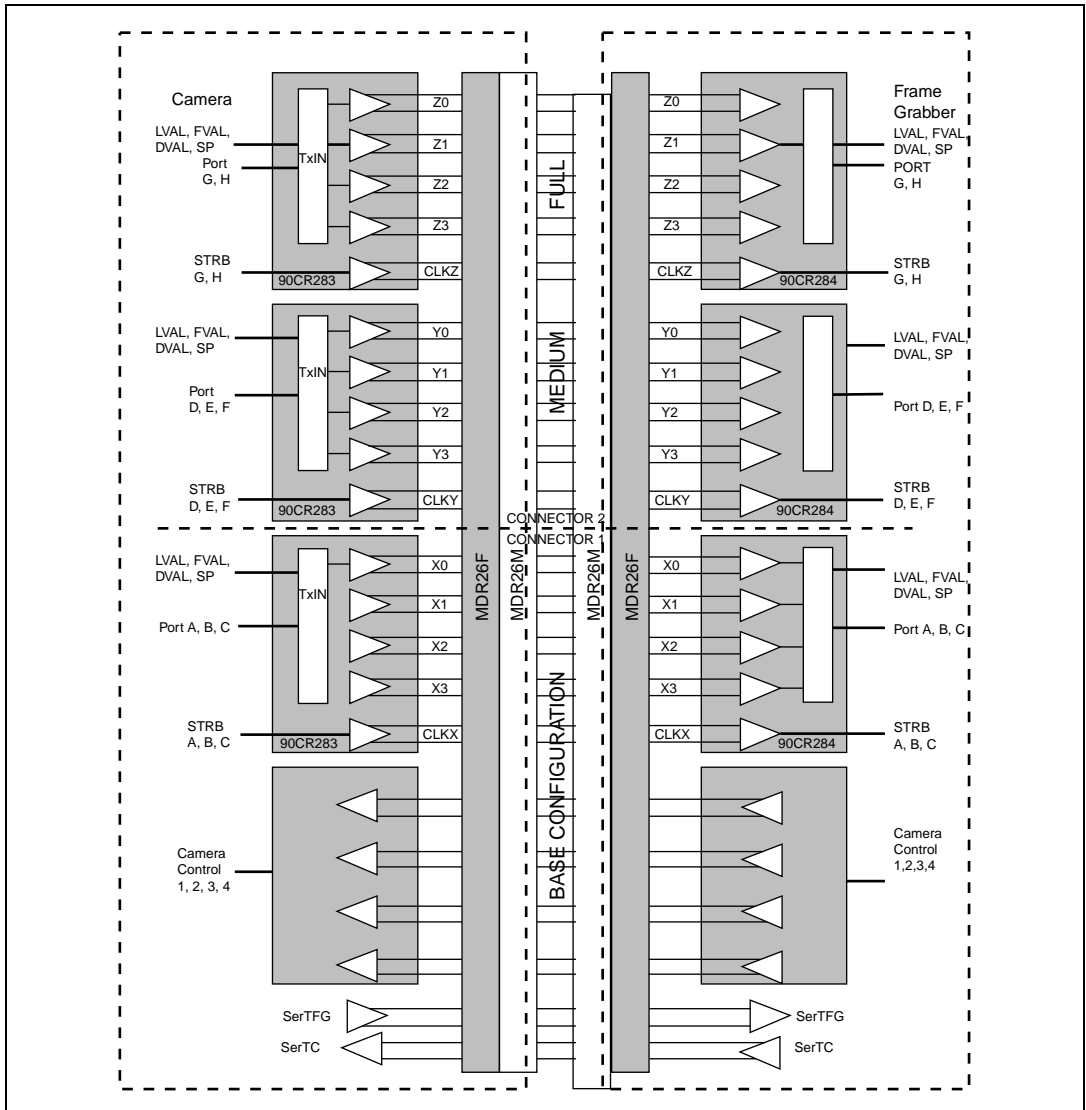 Camera
LVAL, FVAL,
DVAL, SP
Port
G, H
TxIN
STRB
G, H
90CR283
Z0
Z1
Z2
Z3
CLKZ
LVAL, FVAL,
DVAL, SP
Port
D, E, F
TxIN
STRB
D, E, F
90CR283
Y0
Y1
Y2
Y3
CLKY
LVAL, FVAL,
DVAL, SP
Port A, B, C
TxIN
STRB
A, B, C
90CR283
X0
X1
X2
X3
CLKX
Camera
Control
1, 2, 3, 4
SerTFG
SerTC
MDR26F
MDR26M
FULL
MEDIUM
CONNECTOR 2
CONNECTOR 1
BASE CONFIGURATION
MDR26M
MDR26F
Z0
Z1
Z2
Z3
CLKZ
90CR284
Frame
Grabber
LVAL, FVAL,
DVAL, SP
PORT
G, H
STRB
G, H
Y0
Y1
Y2
Y3
CLKY
90CR284
LVAL, FVAL,
DVAL, SP
Port D, E, F
STRB
D, E, F
X0
X1
X2
X3
CLKX
90CR284
LVAL, FVAL,
DVAL, SP
Port A, B, C
STRB
A, B, C
Camera
Control
1,2,3,4
SerTFG
SerTC